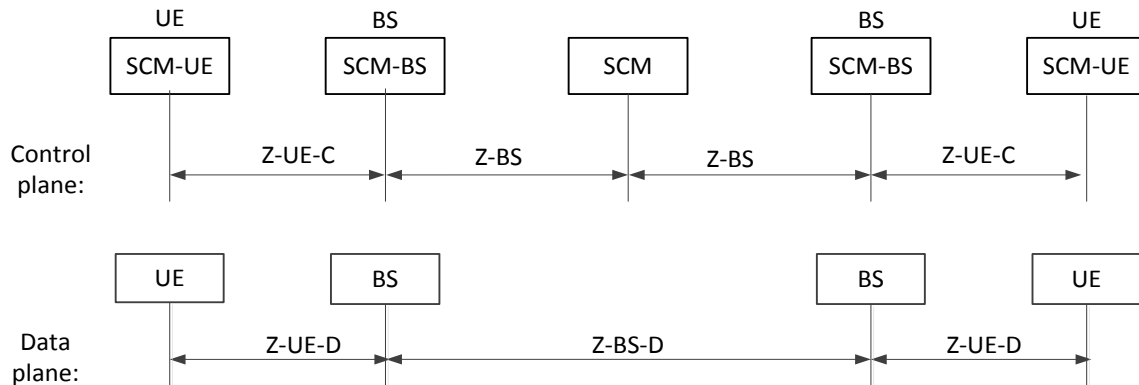 UE
BS
BS
UE
SCM-UE
SCM-BS
SCM
SCM-BS
SCM-UE
Control
plane:
Z-UE-C
Z-BS
Z-BS
Z-UE-C
UE
BS
BS
UE
Data
plane:
Z-UE-D
Z-BS-D
Z-UE-D